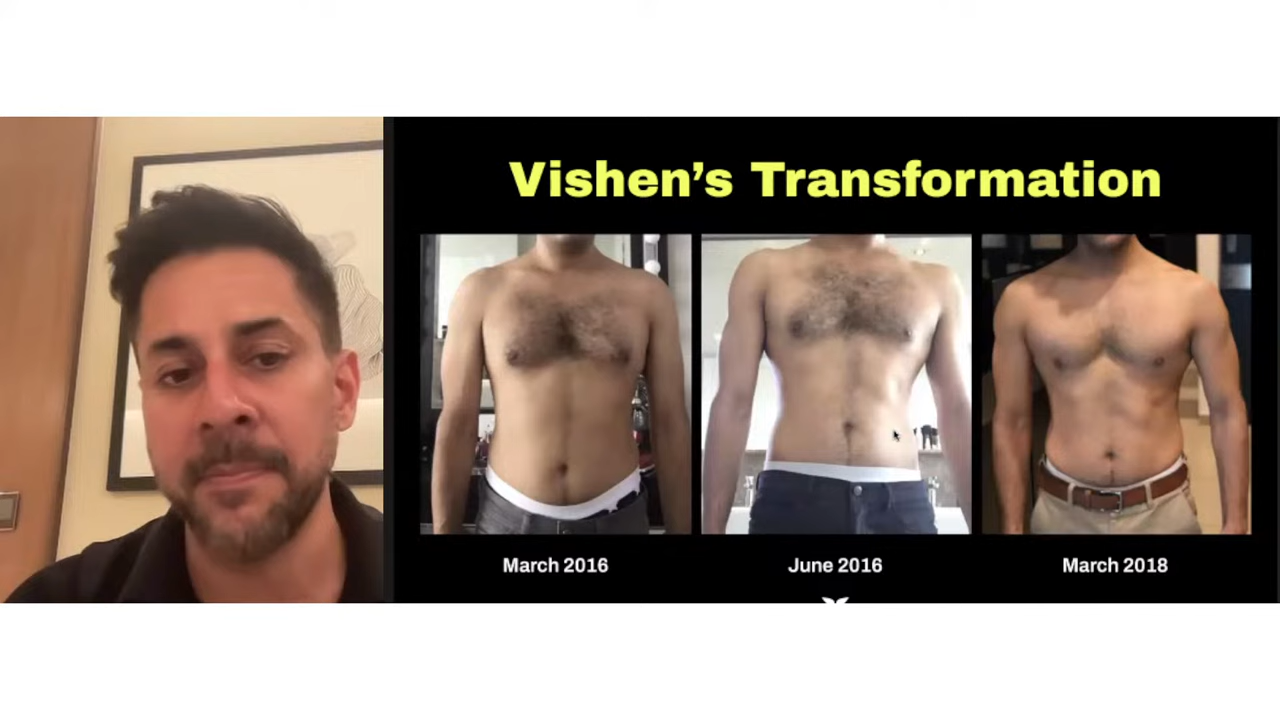 Vishen’s Transformation
March 2016
June 2016
March 2018